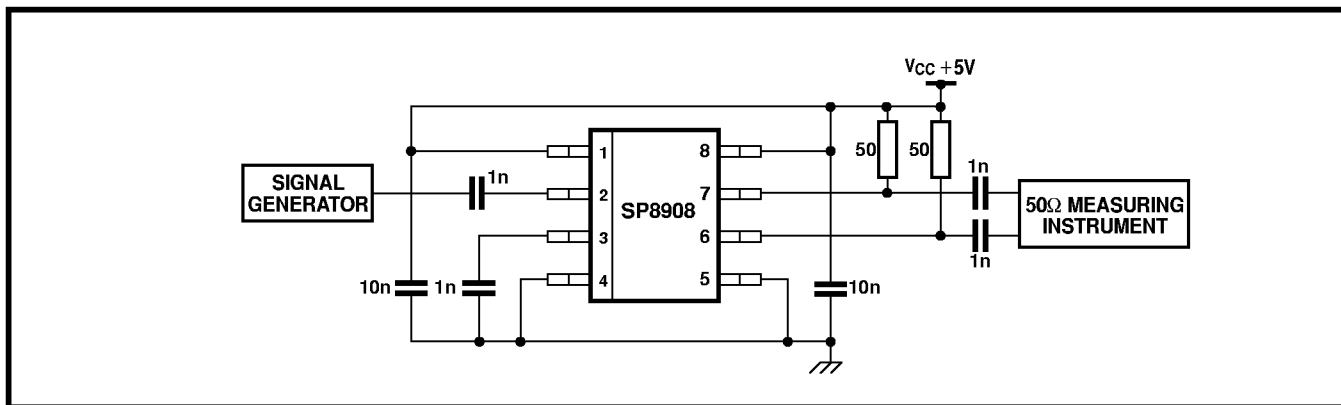 VCC +5V
1 8
50 50
1n
SIGNAL
GENERATOR
1n
2 SP8908 7
50Ω MEASURING
INSTRUMENT
3 6
1n
10n 1n
4 5
10n